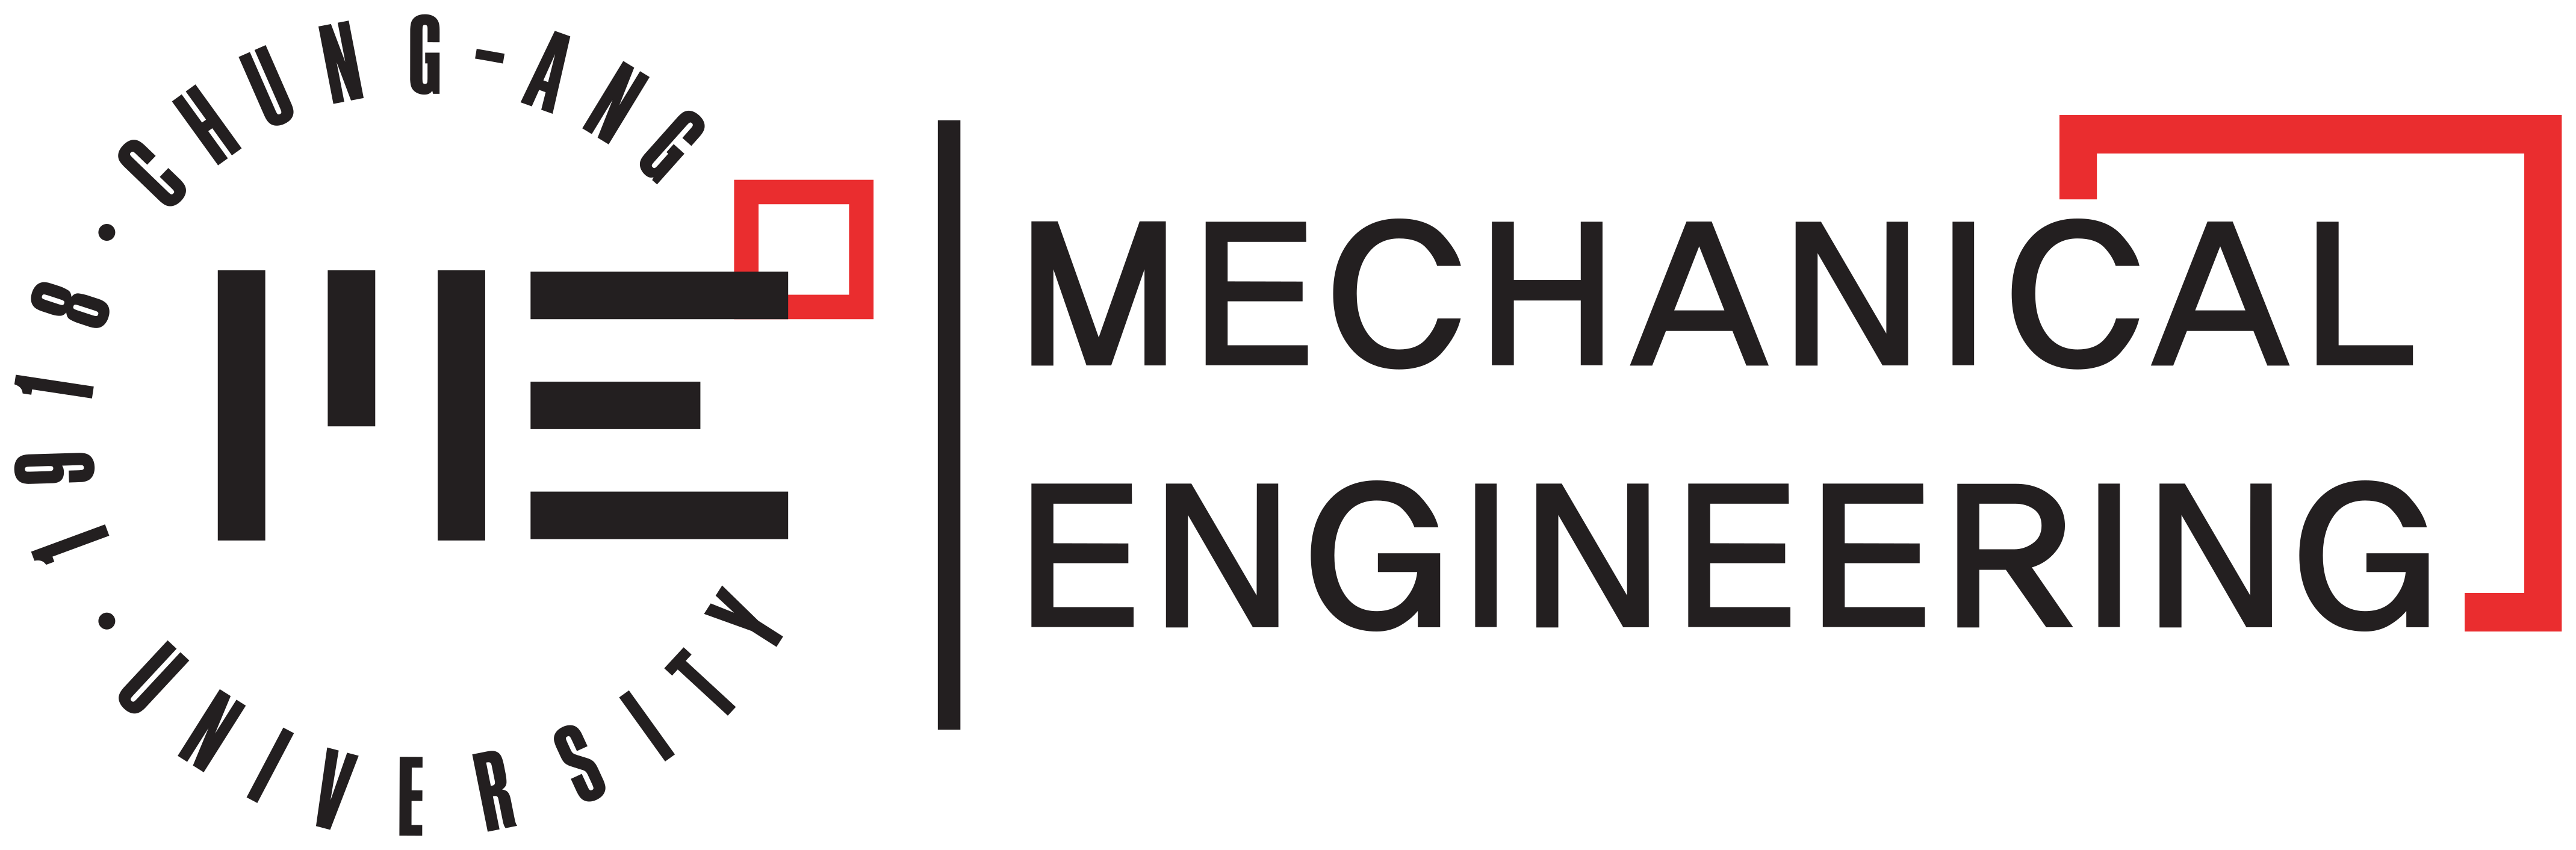 1918 · CHUNG-ANG
· UNIVERSITY
ME
MECHANICAL
ENGINEERING